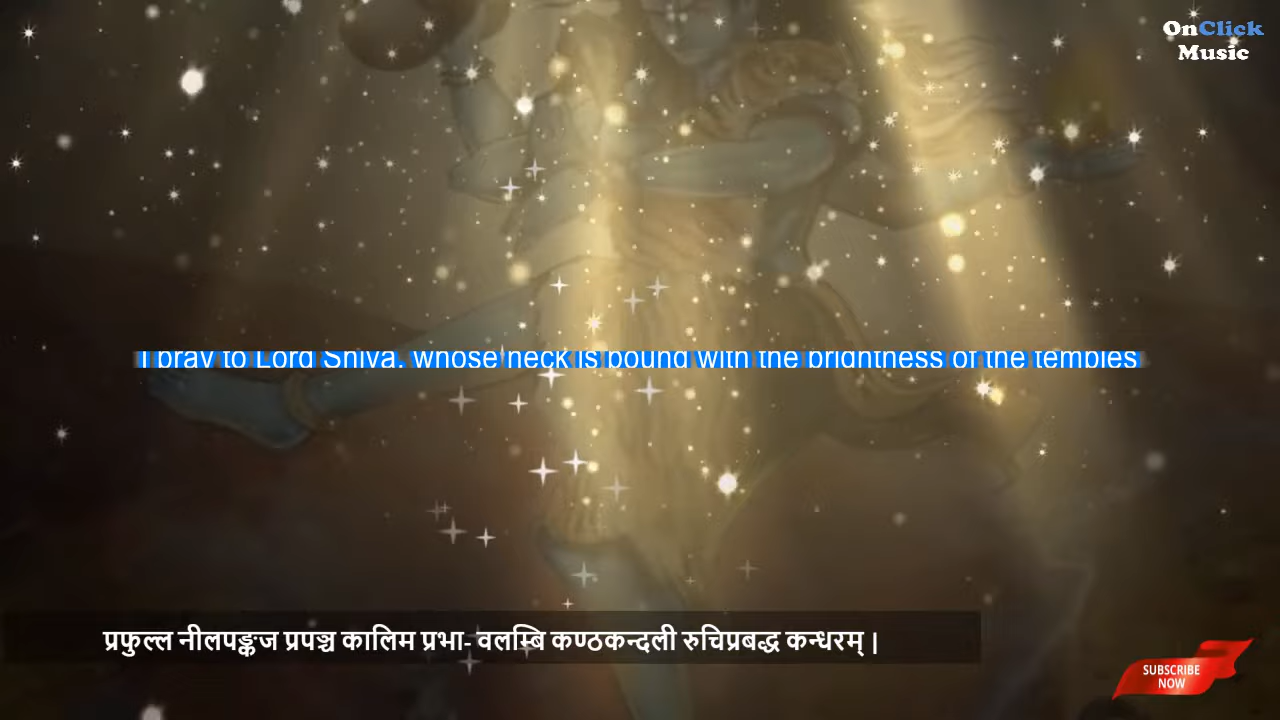 OnClick
Music
I pray to Lord Shiva, whose neck is bound with the brightness of the temples
प्रफुल्ल नीलपङ्कज प्रपञ्च कालिम प्रभा- वलम्बि कण्ठकन्दली रुचिप्रबद्ध कन्धरम् |
SUBSCRIBE
NOW